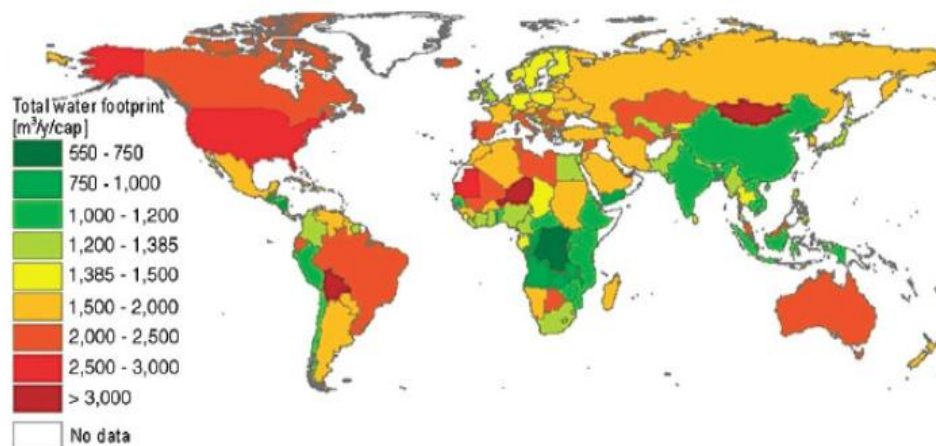 Total water footprint
[m³/y/cap]
550 - 750
750 - 1,000
1,000 - 1,200
1,200 - 1,385
1,385 - 1,500
1,500 - 2,000
2,000 - 2,500
2,500 - 3,000
> 3,000
No data